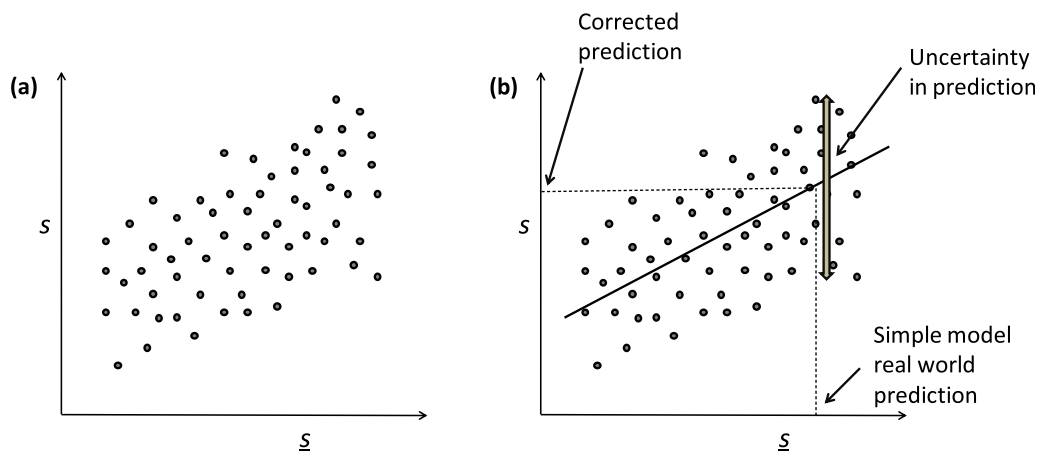 (a)
s
s
(b)
Corrected
prediction
Uncertainty
in prediction
s
Simple model
real world
prediction
s